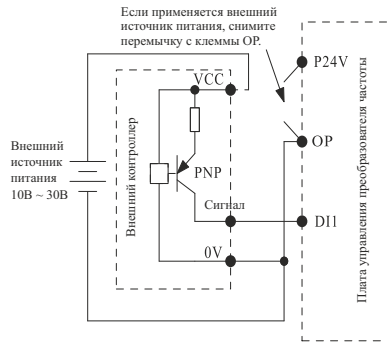 Если применяется внешний
источник питания, снимите
перемычку с клеммы OP.
P24V
VCC
OP
Внешний
источник
питания
10В ~ 30В
Внешний контроллер
PNP
Сигнал
DI1
0V
Плата управления преобразователя частоты